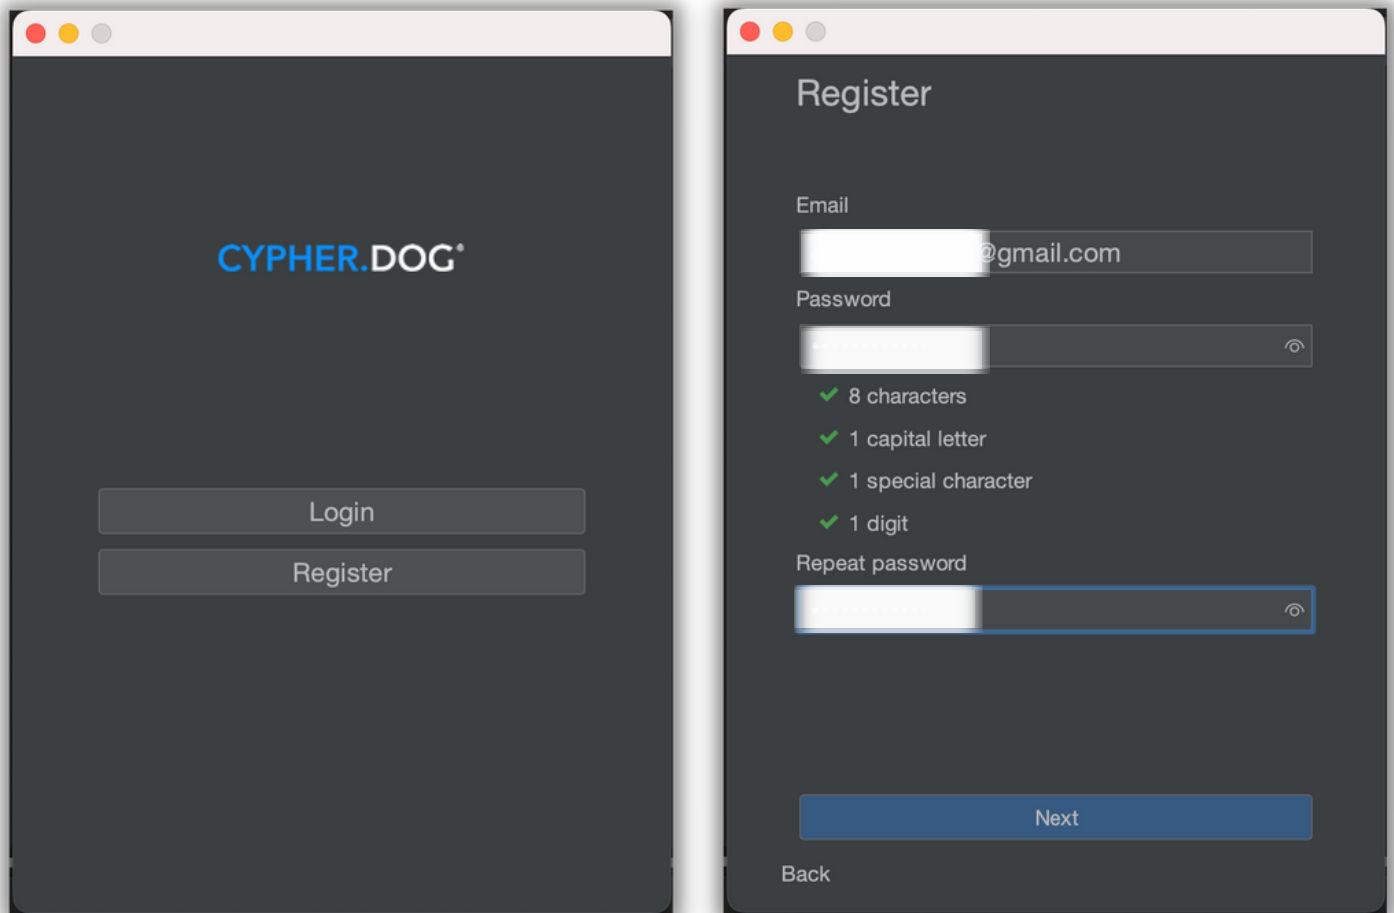 CYPHER.DOG®
Login
Register
Register
Email
@gmail.com
Password
8 characters
1 capital letter
1 special character
1 digit
Repeat password
Next
Back